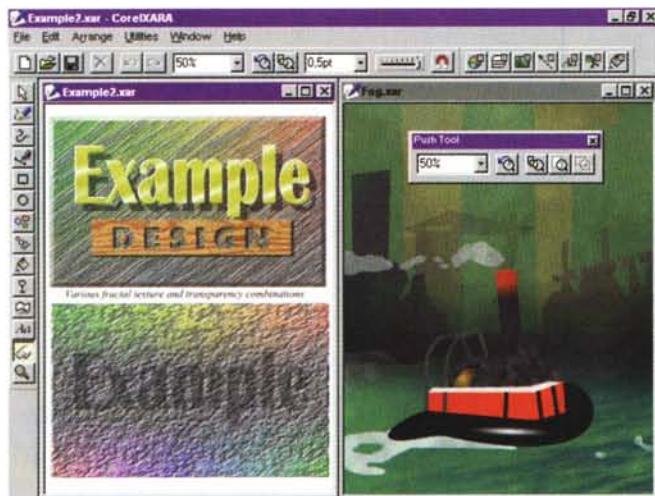 Example2.xar - CorelXARA
File Edit Arrange Utilities Window Help
50% 0,5pt
Example2.xar
Example
DESIGN
Various fractal texture and transparency combinations
Example
Aa
Fog.xar
Push Tool
50%